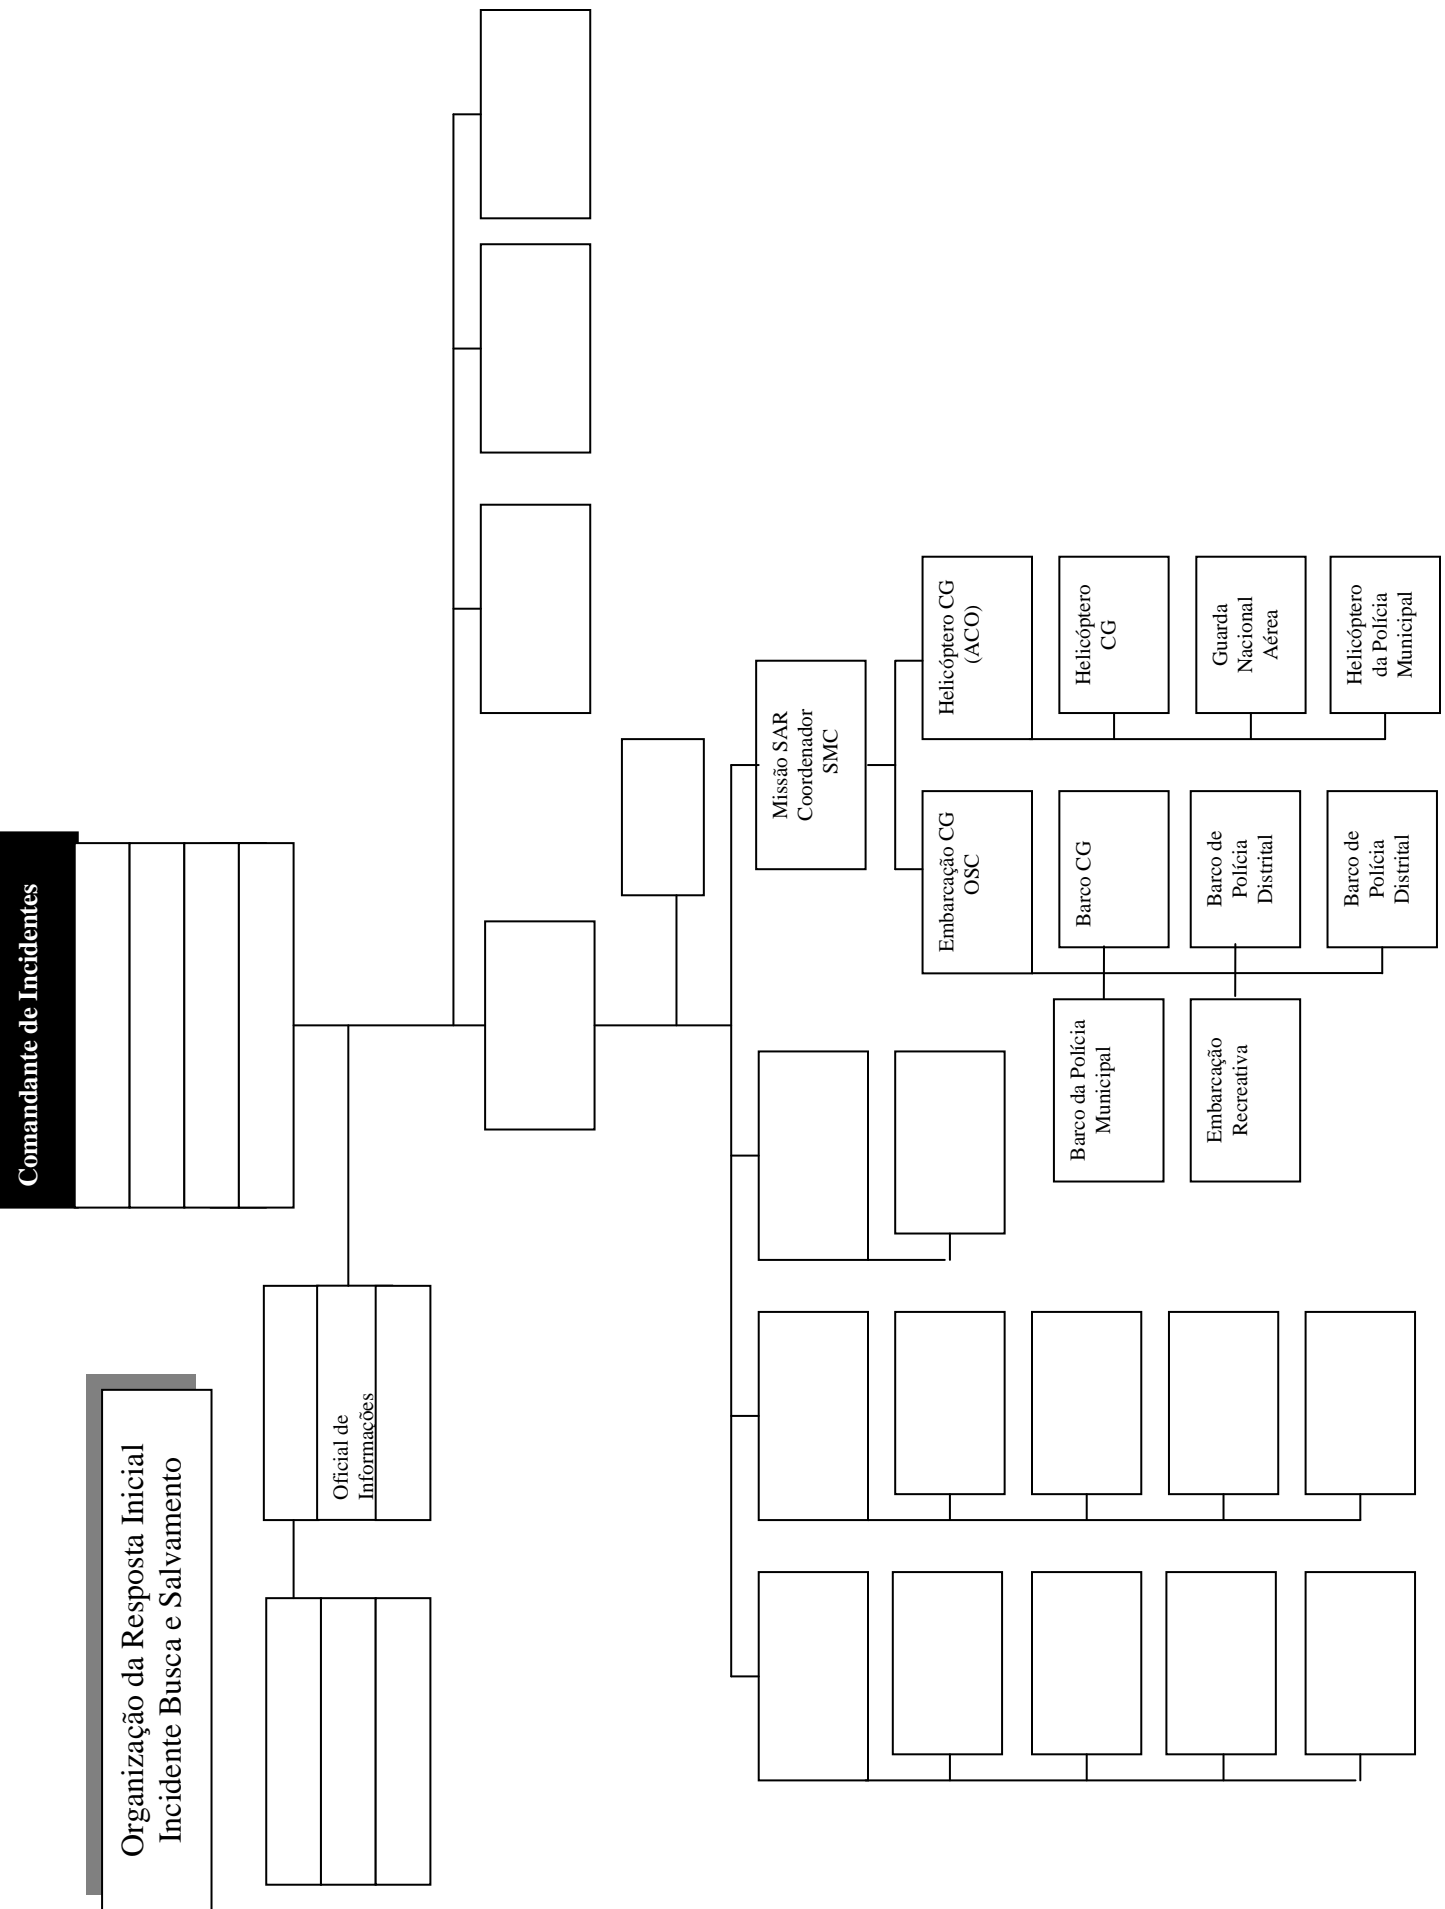 Organização da Resposta Inicial
Incidente Busca e Salvamento
Comandante de Incidentes
Oficial de
Informações
Missão SAR
Coordenador
SMC
Embarcação CG
OSC
Helicóptero CG
(ACO)
Barco da Polícia
Municipal
Barco CG
Helicóptero
CG
Embarcação
Recreativa
Barco de
Polícia
Distrital
Guarda
Nacional
Aérea
Barco de
Polícia
Distrital
Helicóptero
da Polícia
Municipal